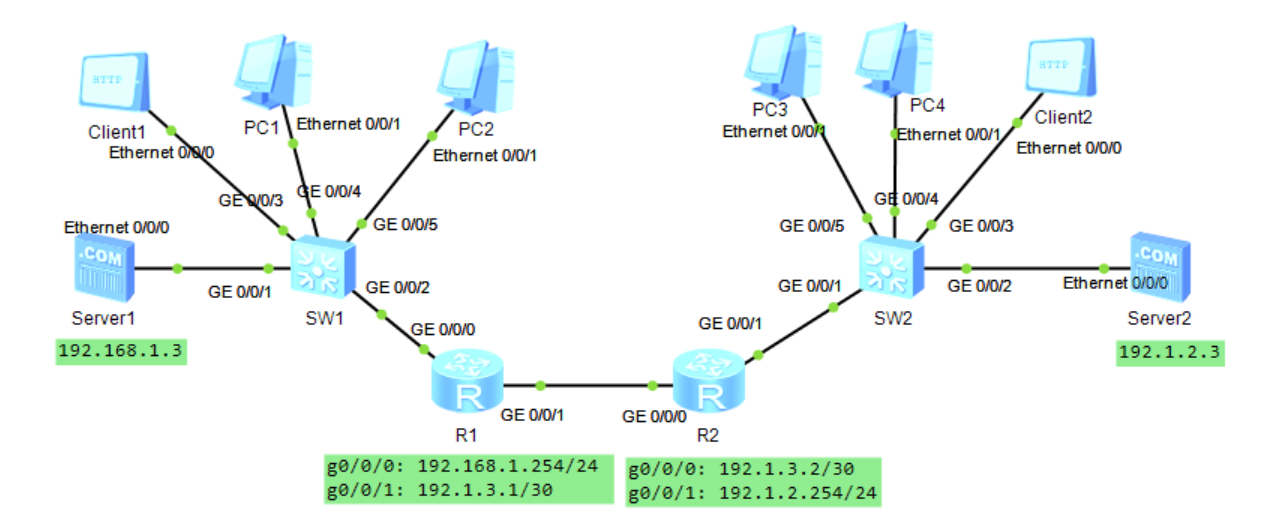 HTTP
Client1
Ethernet 0/0/0
PC1
Ethernet 0/0/1
PC2
Ethernet 0/0/1
GE 0/0/3
GE 0/0/4
GE 0/0/5
Ethernet 0/0/0
.COM
Server1
192.168.1.3
GE 0/0/1
SW1
GE 0/0/2
GE 0/0/0
R
R1
GE 0/0/1
g0/0/0: 192.168.1.254/24
g0/0/1: 192.1.3.1/30
PC3
Ethernet 0/0/1
PC4
Ethernet 0/0/1
HTTP
Client2
Ethernet 0/0/0
GE 0/0/5
GE 0/0/4
GE 0/0/3
GE 0/0/1
SW2
GE 0/0/2
Ethernet 0/0/0
.COM
Server2
192.1.2.3
GE 0/0/1
GE 0/0/0
R
R2
g0/0/0: 192.1.3.2/30
g0/0/1: 192.1.2.254/24